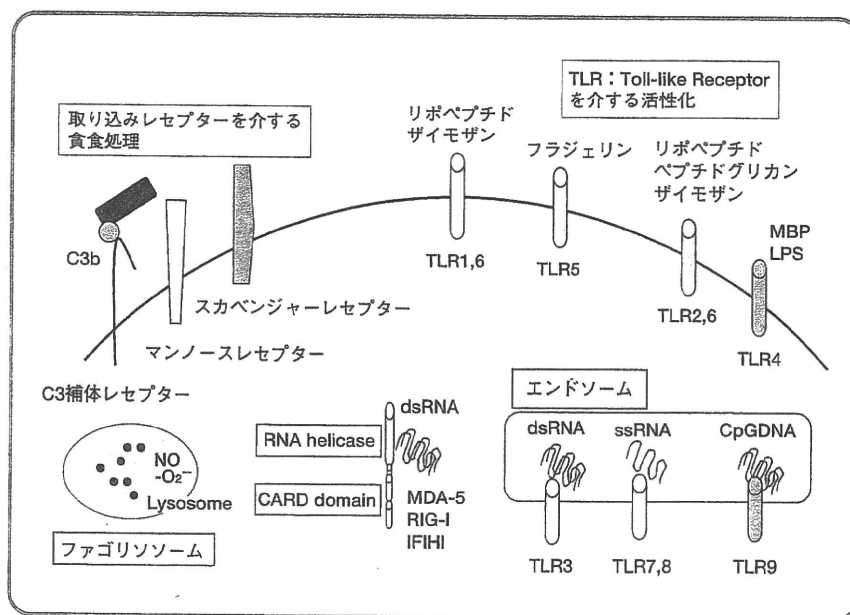 取り込みレセプターを介する
貪食処理
TLR：Toll-like Receptor
を介する活性化
リポペプチド
ザイモザン
フラジェリン
リポペプチド
ペプチドグリカン
ザイモザン
MBP
LPS
C3b
TLR1,6
TLR5
TLR2,6
TLR4
スカベンジャーレセプター
マンノースレセプター
C3補体レセプター
エンドソーム
dsRNA
RNA helicase
CARD domain
MDA-5
RIG-I
IFIHI
dsRNA
ssRNA
CpGDNA
TLR3
TLR7,8
TLR9
NO
-O₂⁻
Lysosome
ファゴリソソーム